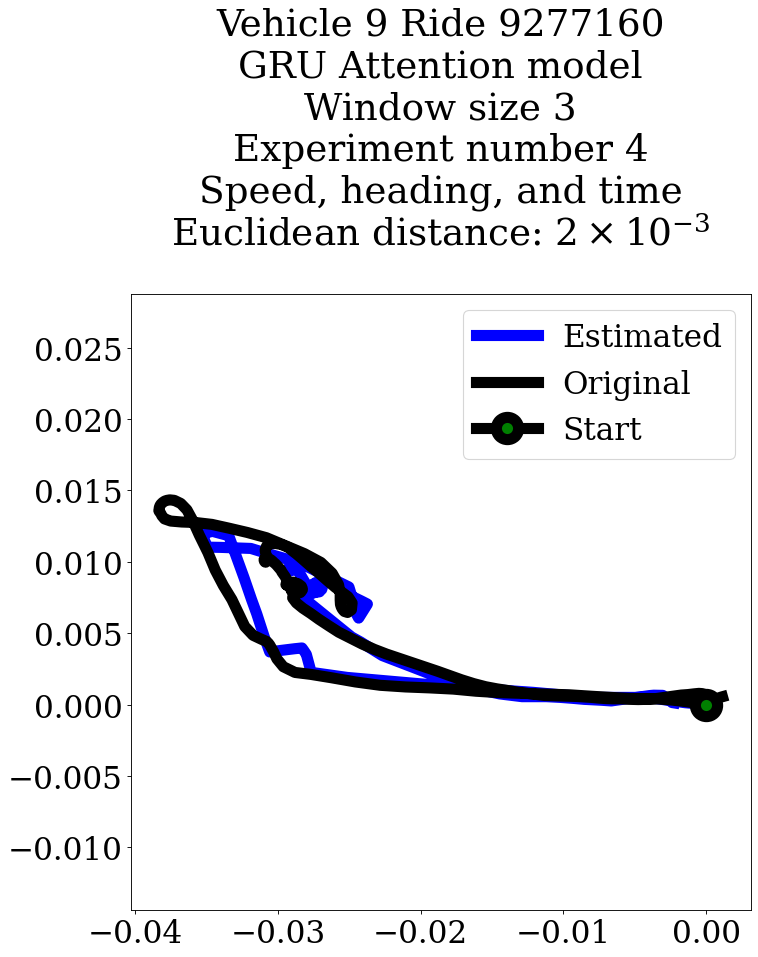 Vehicle 9 Ride 9277160
GRU Attention model
Window size 3
Experiment number 4
Speed, heading, and time
Euclidean distance: 2 × 10⁻³
Estimated
Original
Start
0.025
0.020
0.015
0.010
0.005
0.000
−0.005
−0.010
−0.04 −0.03 −0.02 −0.01 0.00